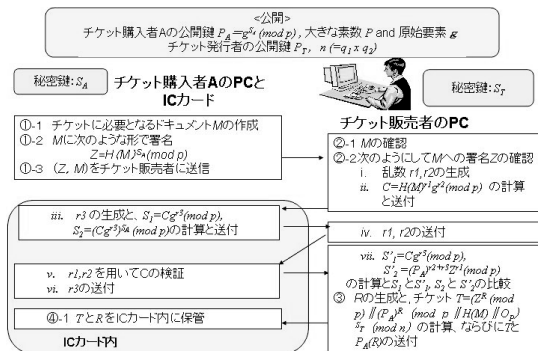 <公開>
チケット購入者Aの公開鍵 P_A=g^{S_A}(mod p), 大きな素数 P and 原始要素 g
チケット発行者の公開鍵 P_T, n(=q_1 x q_2)
秘密鍵: S_A
チケット購入者AのPCと
ICカード
秘密鍵: S_T
チケット販売者のPC
①-1 チケットに必要となるドキュメントMの作成
①-2 Mに次のような形で署名
Z=H(M)^{S_A}(mod p)
①-3 (Z, M)をチケット販売者に送信
②-1 Mの確認
②-2次のようにしてMへの署名Zの確認
i. 乱数 r1, r2の生成
ii. C=H(M)^{r1}g^{r2}(mod p) の計算
と送付
iii. r3 の生成と、S_1=Cg^{r3}(mod p),
S_2=(Cg^{r3})^{S_A}(mod p)の計算と送付
iv. r1, r2の送付
v. r1,r2 を用いてCの検証
vi. r3の送付
vii. S'_1=Cg^{r3}(mod p),
S'_2=(P_A)^{r2+r3}Z^{r1}(mod p)
の計算とS_1とS'_1, S_2 と S'_2の比較
③ Rの生成と、チケット T=(Z^R (mod
p) ∥(P_A)^R (mod p ∥H(M) ∥O_P)
^{S_T} (mod n) の計算、ならびにTと
P_A(R)の送付
④-1 TとRをICカード内に保管
ICカード内